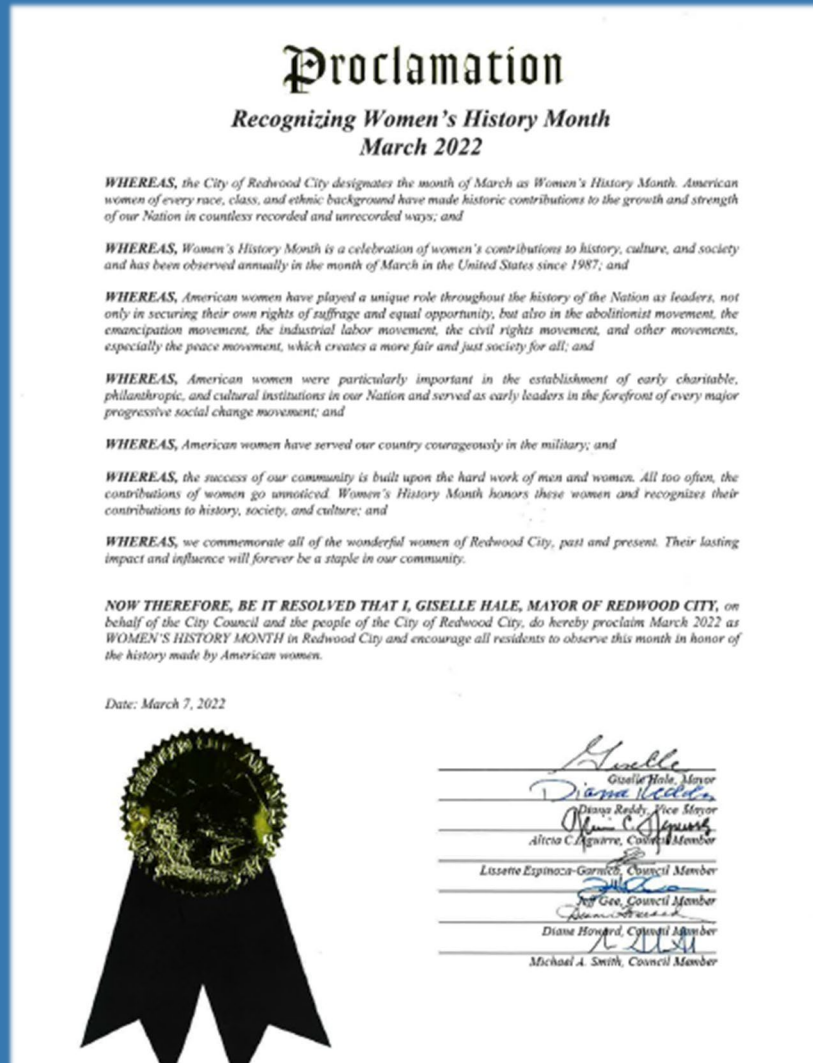 Proclamation
Recognizing Women's History Month
March 2022
WHEREAS, the City of Redwood City designates the month of March as Women's History Month. American
women of every race, class, and ethnic background have made historic contributions to the growth and strength
of our Nation in countless recorded and unrecorded ways; and
WHEREAS, Women's History Month is a celebration of women's contributions to history, culture, and society
and has been observed annually in the month of March in the United States since 1987; and
WHEREAS, American women have played a unique role throughout the history of the Nation as leaders, not
only in securing their own rights of suffrage and equal opportunity, but also in the abolitionist movement, the
emancipation movement, the industrial labor movement, the civil rights movement, and other movements,
especially the peace movement, which creates a more fair and just society for all; and
WHEREAS, American women were particularly important in the establishment of early charitable,
philanthropic, and cultural institutions in our Nation and served as early leaders in the forefront of every major
progressive social change movement; and
WHEREAS, American women have served our country courageously in the military; and
WHEREAS, the success of our community is built upon the hard work of men and women. All too often, the
contributions of women go unnoticed. Women's History Month honors these women and recognizes their
contributions to history, society, and culture; and
WHEREAS, we commemorate all of the wonderful women of Redwood City, past and present. Their lasting
impact and influence will forever be a staple in our community.
NOW THEREFORE, BE IT RESOLVED THAT I, GISELLE HALE, MAYOR OF REDWOOD CITY, on
behalf of the City Council and the people of the City of Redwood City, do hereby proclaim March 2022 as
WOMEN'S HISTORY MONTH in Redwood City and encourage all residents to observe this month in honor of
the history made by American women.
Date: March 7, 2022
Giselle
Giselle Hale, Mayor
Diana Reddy
Diana Reddy, Vice Mayor
Alicia C. Aguirre, Council Member
Lissette Espinoza-Garnica, Council Member
Jeff Gee, Council Member
Diane Howard, Council Member
Michael A. Smith, Council Member